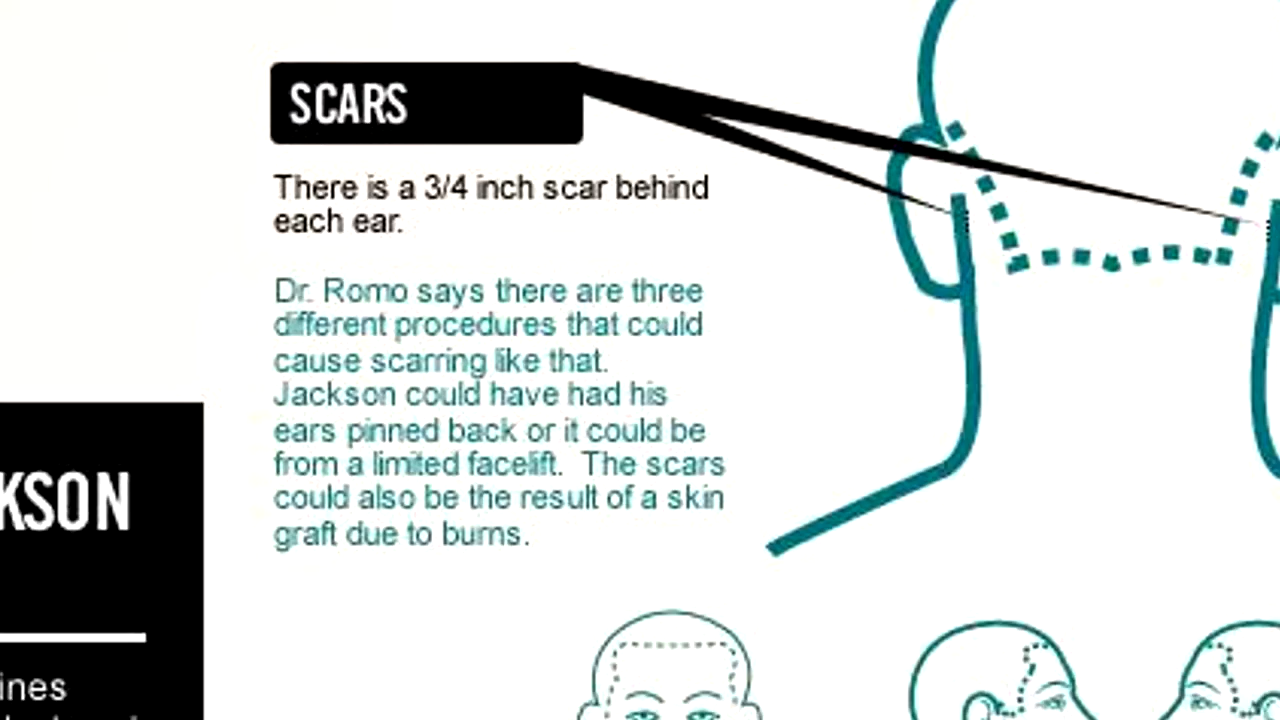 SCARS
There is a 3/4 inch scar behind
each ear.
Dr. Romo says there are three
different procedures that could
cause scarring like that.
Jackson could have had his
ears pinned back or it could be
from a limited facelift. The scars
could also be the result of a skin
graft due to burns.
KSON
ines